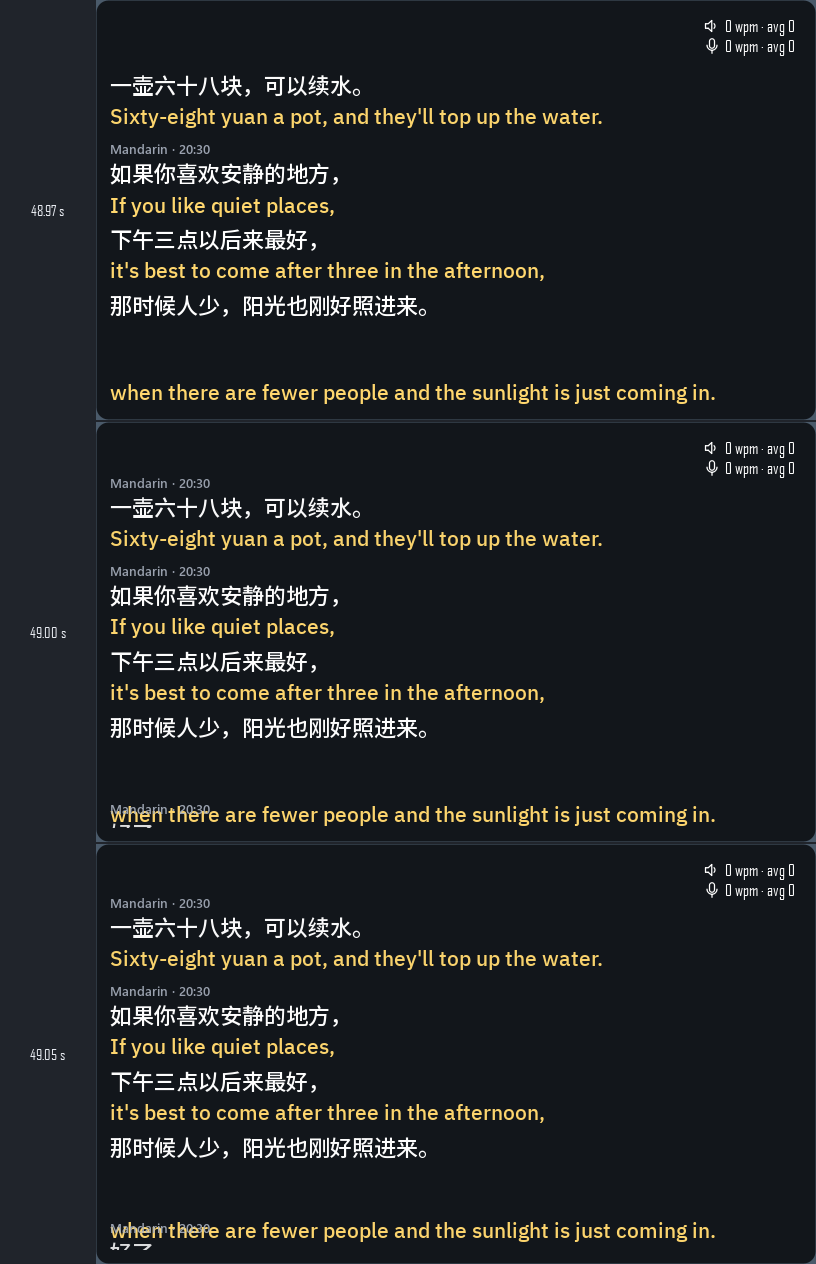 0 wpm · avg 0
0 wpm · avg 0
48.97 s
一壶六十八块，可以续水。
Sixty-eight yuan a pot, and they'll top up the water.
Mandarin · 20:30
如果你喜欢安静的地方，
If you like quiet places,
下午三点以后来最好，
it's best to come after three in the afternoon,
那时候人少，阳光也刚好照进来。
when there are fewer people and the sunlight is just coming in.
0 wpm · avg 0
0 wpm · avg 0
49.00 s
Mandarin · 20:30
一壶六十八块，可以续水。
Sixty-eight yuan a pot, and they'll top up the water.
Mandarin · 20:30
如果你喜欢安静的地方，
If you like quiet places,
下午三点以后来最好，
it's best to come after three in the afternoon,
那时候人少，阳光也刚好照进来。
Mandarin · 20:30
when there are fewer people and the sunlight is just coming in.
0 wpm · avg 0
0 wpm · avg 0
49.05 s
Mandarin · 20:30
一壶六十八块，可以续水。
Sixty-eight yuan a pot, and they'll top up the water.
Mandarin · 20:30
如果你喜欢安静的地方，
If you like quiet places,
下午三点以后来最好，
it's best to come after three in the afternoon,
那时候人少，阳光也刚好照进来。
Mandarin · 20:30
when there are fewer people and the sunlight is just coming in.